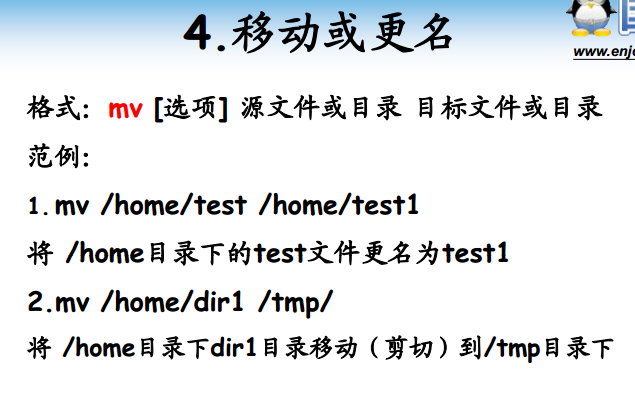 4.移动或更名
www.enjo
格式：mv [选项] 源文件或目录 目标文件或目录
范例：
1.mv /home/test /home/test1
将 /home目录下的test文件更名为test1
2.mv /home/dir1 /tmp/
将 /home目录下dir1目录移动（剪切）到/tmp目录下